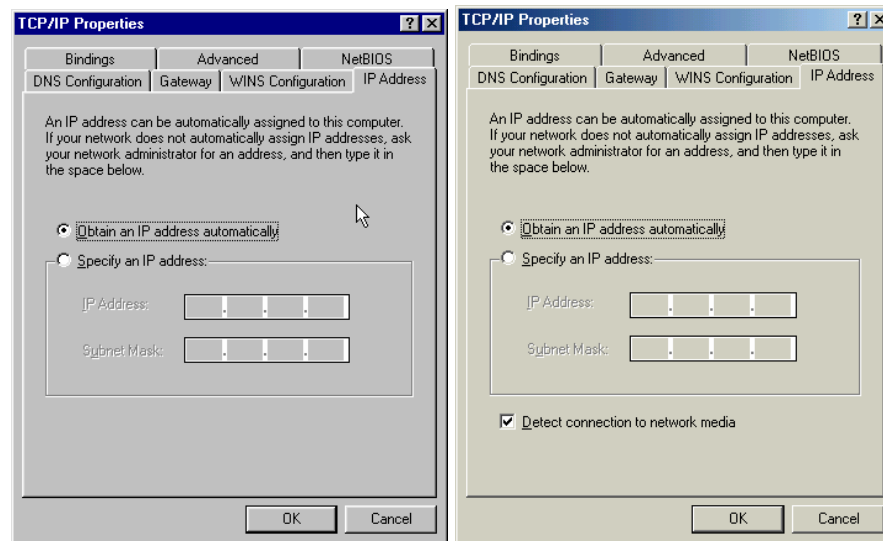 TCP/IP Properties
Bindings Advanced NetBIOS
DNS Configuration Gateway WINS Configuration IP Address
An IP address can be automatically assigned to this computer.
If your network does not automatically assign IP addresses, ask
your network administrator for an address, and then type it in
the space below.
Obtain an IP address automatically
Specify an IP address:
IP Address: . . .
Subnet Mask: . . .
OK Cancel
TCP/IP Properties
Bindings Advanced NetBIOS
DNS Configuration Gateway WINS Configuration IP Address
An IP address can be automatically assigned to this computer.
If your network does not automatically assign IP addresses, ask
your network administrator for an address, and then type it in
the space below.
Obtain an IP address automatically
Specify an IP address:
IP Address: . . .
Subnet Mask: . . .
Detect connection to network media
OK Cancel